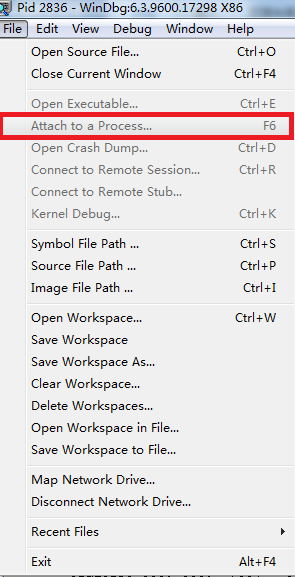 Pid 2836 - WinDbg:6.3.9600.17298 X86
File Edit View Debug Window Help
Open Source File... Ctrl+O
Close Current Window Ctrl+F4
Open Executable... Ctrl+E
Attach to a Process... F6
Open Crash Dump... Ctrl+D
Connect to Remote Session... Ctrl+R
Connect to Remote Stub...
Kernel Debug... Ctrl+K
Symbol File Path ... Ctrl+S
Source File Path ... Ctrl+P
Image File Path ... Ctrl+I
Open Workspace... Ctrl+W
Save Workspace
Save Workspace As...
Clear Workspace...
Delete Workspaces...
Open Workspace in File...
Save Workspace to File...
Map Network Drive...
Disconnect Network Drive...
Recent Files
Exit Alt+F4